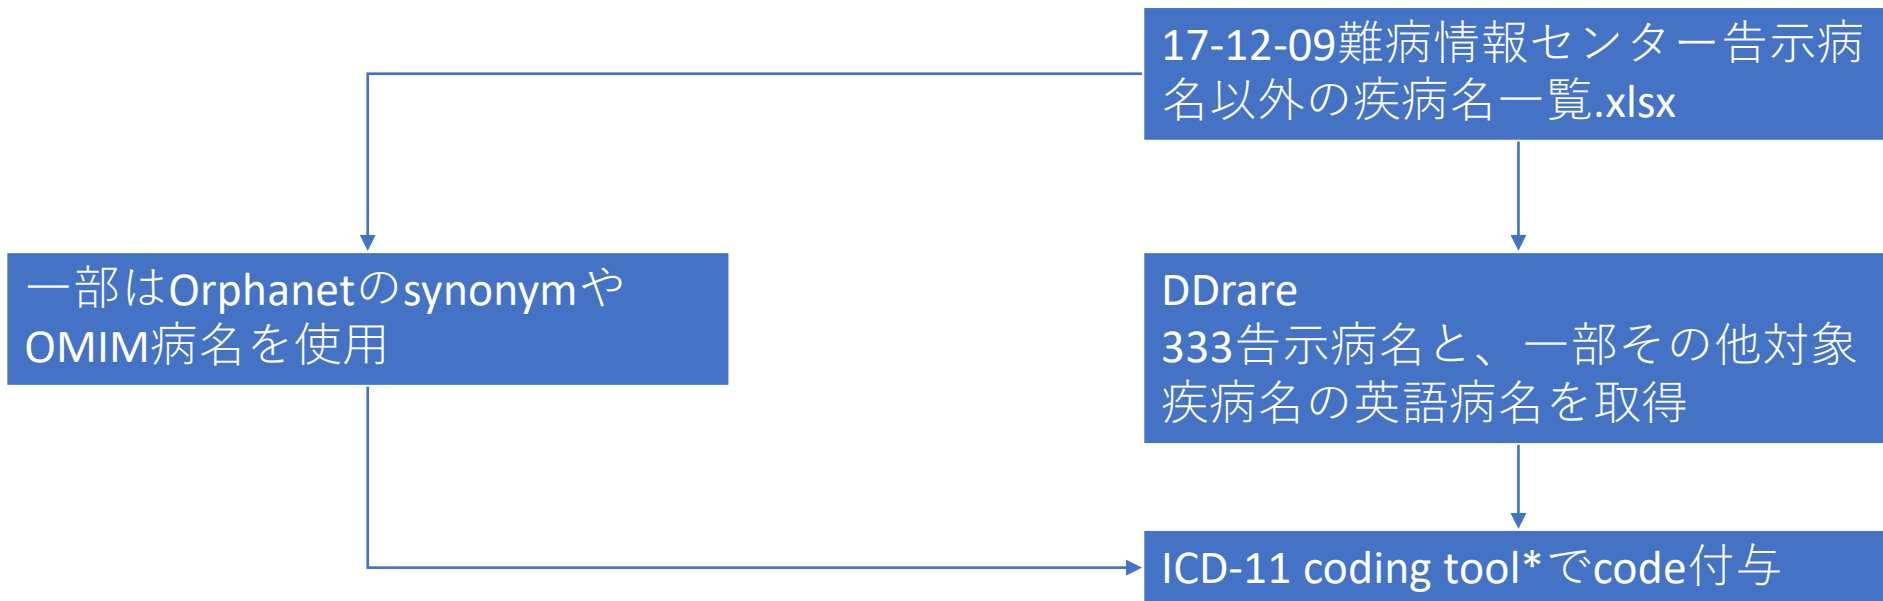 17-12-09難病情報センター告示病
名以外の疾病名一覧.xlsx
一部はOrphanetのsynonymや
OMIM病名を使用
DDrare
333告示病名と、一部その他対象
疾病名の英語病名を取得
ICD-11 coding tool*でcode付与